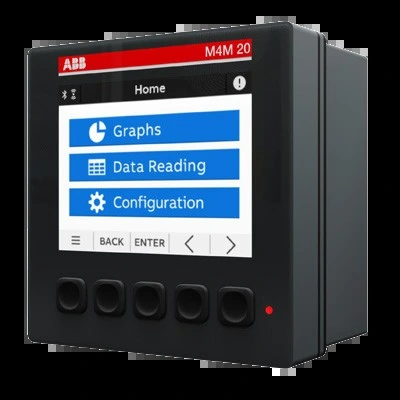 ABB
M4M 20
Home
Graphs
Data Reading
Configuration
BACK ENTER